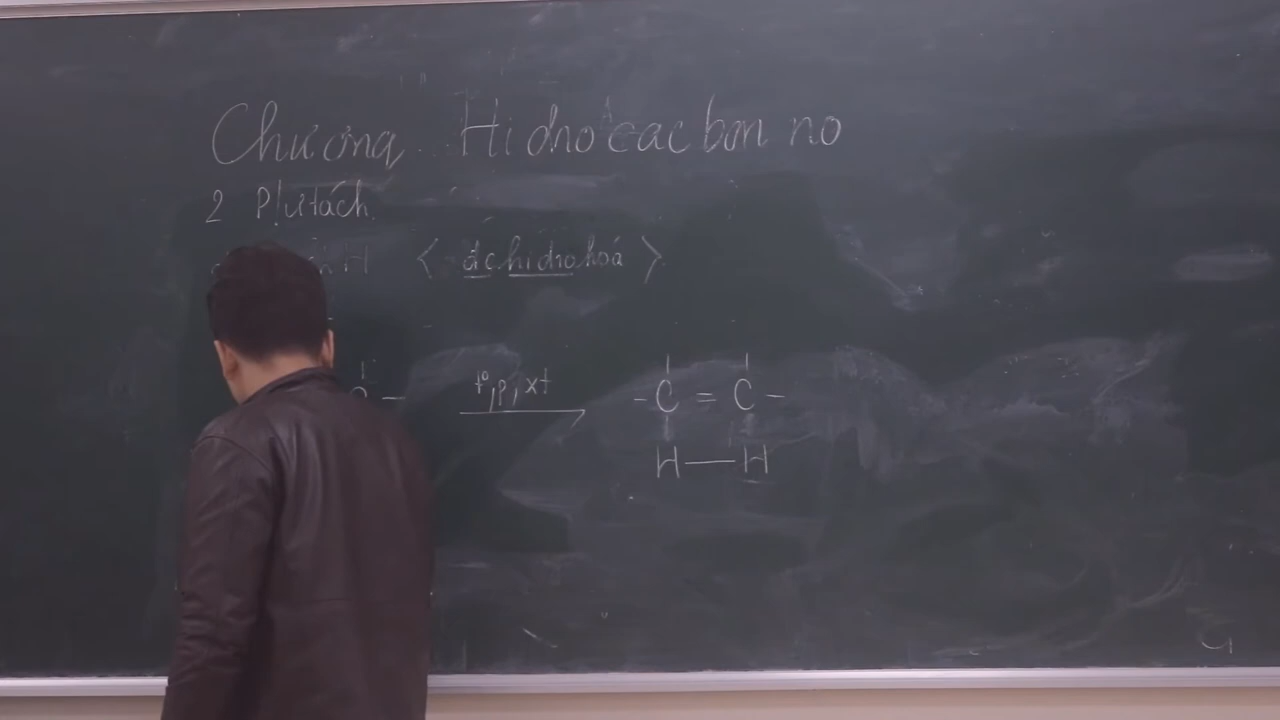 Chương Hiđrocacbon no
2 P/ư tách
H < đehiđrohoá >
t°, p, xt
- C = C -
H — H